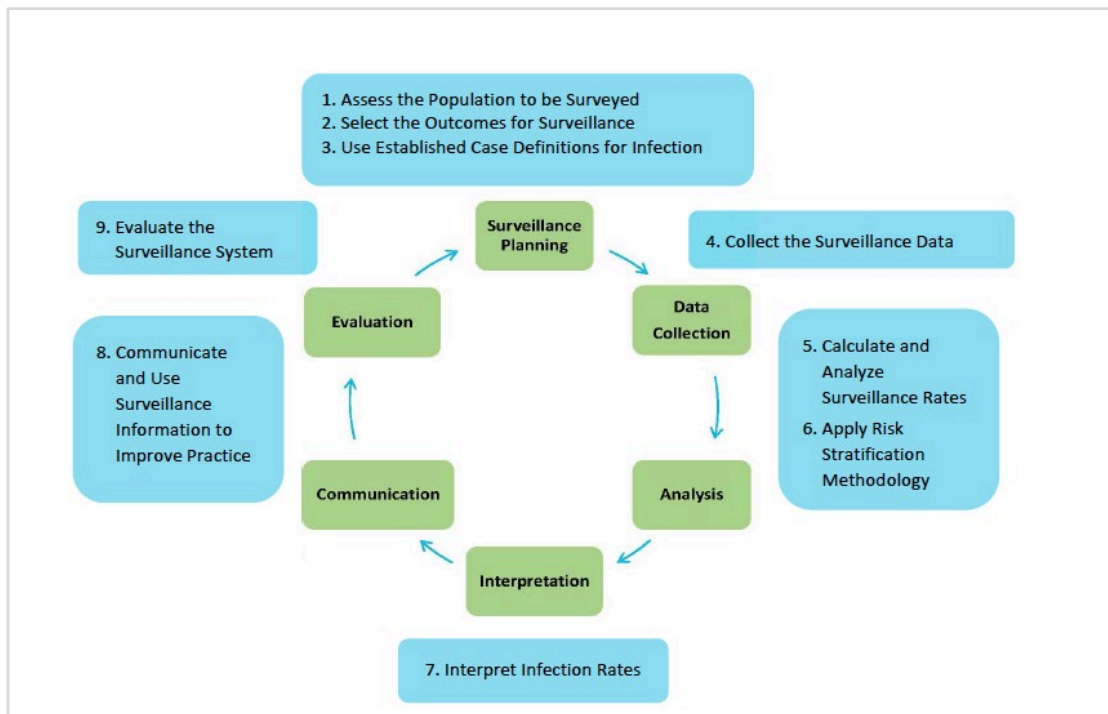 1. Assess the Population to be Surveyed
2. Select the Outcomes for Surveillance
3. Use Established Case Definitions for Infection
9. Evaluate the
Surveillance System
Surveillance
Planning
4. Collect the Surveillance Data
Evaluation
Data
Collection
8. Communicate
and Use
Surveillance
Information to
Improve Practice
5. Calculate and
Analyze
Surveillance Rates
6. Apply Risk
Stratification
Methodology
Communication
Analysis
Interpretation
7. Interpret Infection Rates